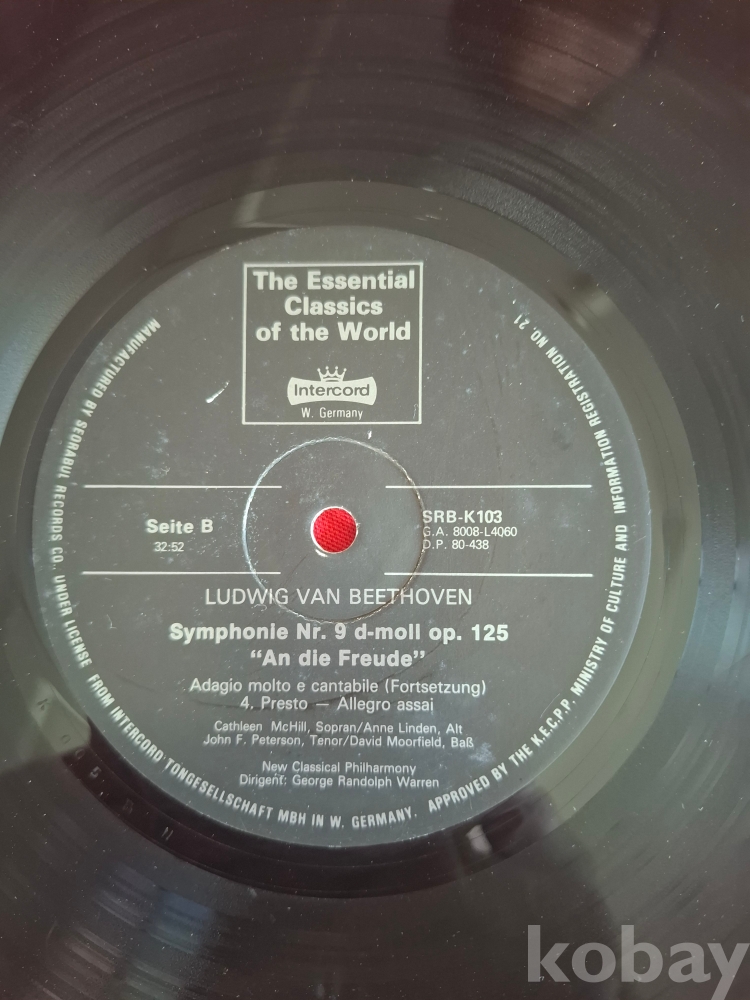 The Essential
Classics
of the World
Intercord
W. Germany
Seite B
32:52
SRB-K103
G.A. 8008-L4060
D.P. 80-438
LUDWIG VAN BEETHOVEN
Symphonie Nr. 9 d-moll op. 125
"An die Freude"
Adagio molto e cantabile (Fortsetzung)
4. Presto — Allegro assai
Cathleen McHill, Sopran/Anne Linden, Alt
John F. Peterson, Tenor/David Moorfield, Baß
New Classical Philharmony
Dirigent: George Randolph Warren
MANUFACTURED BY SEORABUL RECORDS CO. UNDER LICENSE FROM INTERCORD TONGESELLSCHAFT MBH IN W. GERMANY. APPROVED BY THE K.E.C.P.P. MINISTRY OF CULTURE AND INFORMATION REGISTRATION NO. 21
kobay